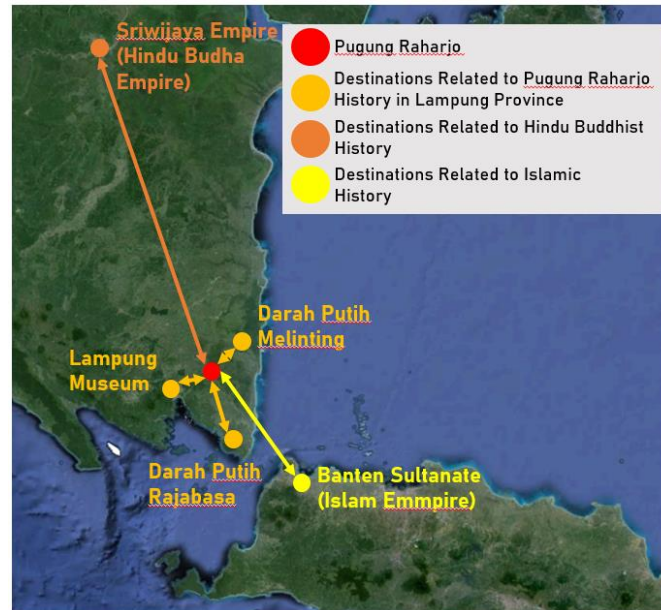 Sriwijaya Empire
(Hindu Budha
Empire)
Pugung Raharjo
Destinations Related to Pugung Raharjo
History in Lampung Province
Destinations Related to Hindu Buddhist
History
Destinations Related to Islamic
History
Darah Putih
Melinting
Lampung
Museum
Darah Putih
Rajabasa
Banten Sultanate
(Islam Emmpire)